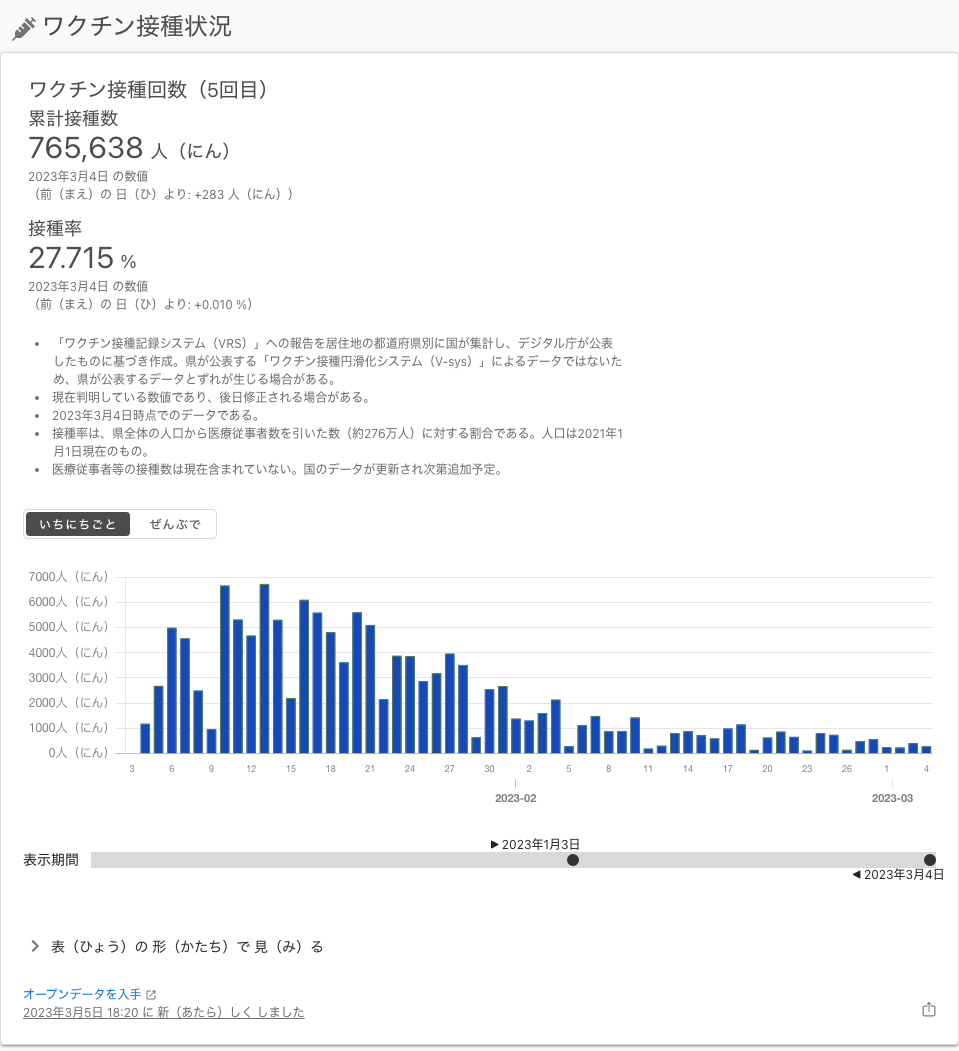 ワクチン接種状況
ワクチン接種回数（5回目）
累計接種数
765,638 人（にん）
2023年3月4日 の数値
（前（まえ）の 日（ひ）より: +283 人（にん））
接種率
27.715 %
2023年3月4日 の数値
（前（まえ）の 日（ひ）より: +0.010 %）
• 「ワクチン接種記録システム（VRS）」への報告を居住地の都道府県別に国が集計し、デジタル庁が公表
したものに基づき作成。県が公表する「ワクチン接種円滑化システム（V-sys）」によるデータではないた
め、県が公表するデータとずれが生じる場合がある。
• 現在判明している数値であり、後日修正される場合がある。
• 2023年3月4日時点でのデータである。
• 接種率は、県全体の人口から医療従事者数を引いた数（約276万人）に対する割合である。人口は2021年1
月1日現在のもの。
• 医療従事者等の接種数は現在含まれていない。国のデータが更新され次第追加予定。
いちにちごと ぜんぶで
7000人（にん）
6000人（にん）
5000人（にん）
4000人（にん）
3000人（にん）
2000人（にん）
1000人（にん）
0人（にん）
3 6 9 12 15 18 21 24 27 30 2 5 8 11 14 17 20 23 26 1 4
2023-02 2023-03
▶ 2023年1月3日
表示期間
◀ 2023年3月4日
表（ひょう）の 形（かたち）で 見（み）る
オープンデータを入手
2023年3月5日 18:20 に 新（あたら）しく しました